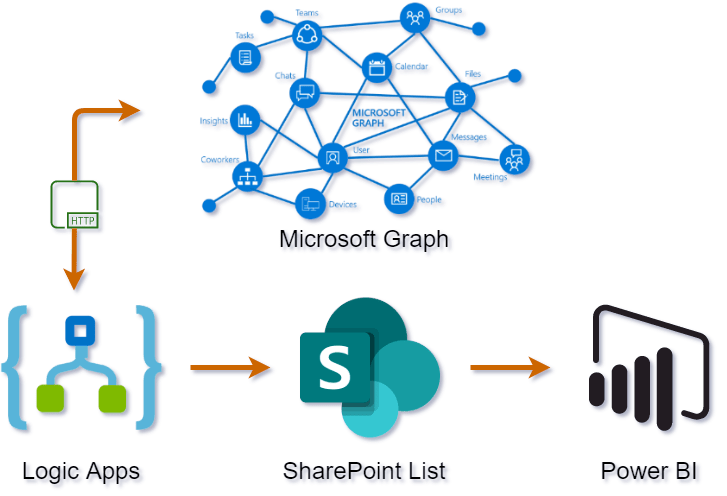 Teams
Groups
Tasks
Calendar
Chats
Files
Insights
MICROSOFT
GRAPH
Messages
User
Coworkers
Meetings
Devices
People
HTTP
Microsoft Graph
S
Logic Apps
SharePoint List
Power BI